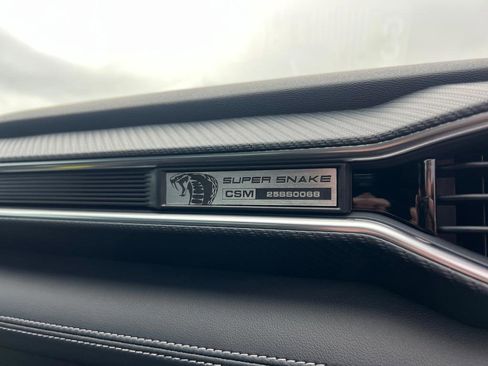 SUPER SNAKE
CSM 25SS0068